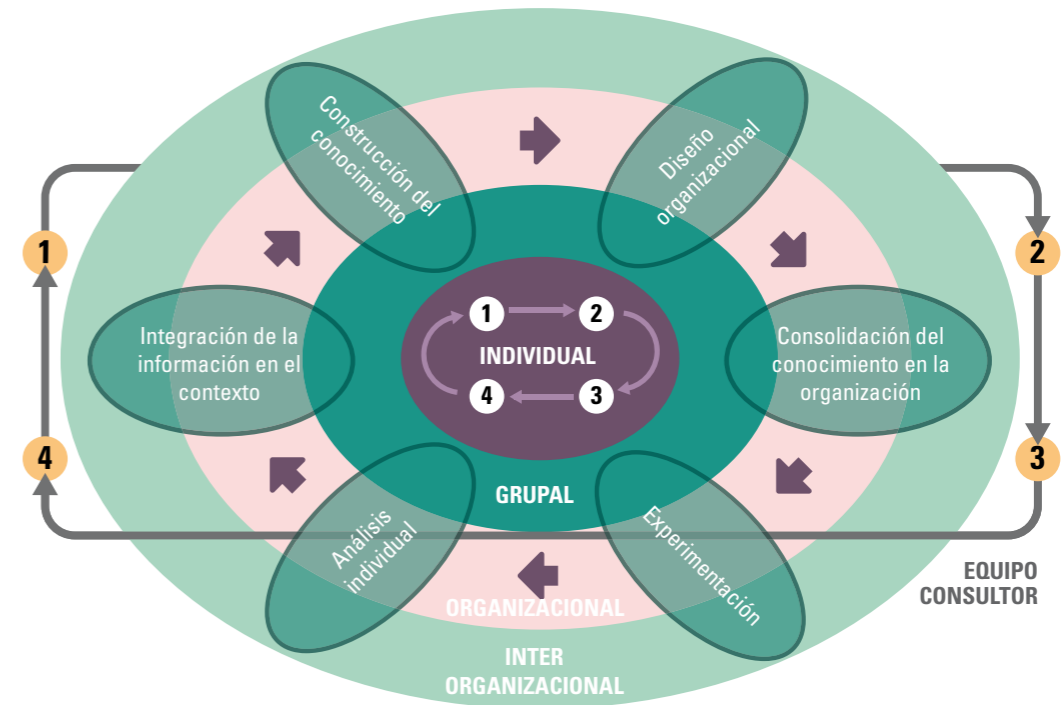 Construcción del
conocimiento
Diseño
organizacional
1
2
1
2
Integración de la
información en el
contexto
INDIVIDUAL
Consolidación del
conocimiento en la
organización
4
3
4
3
GRUPAL
Análisis
individual
Experimentación
EQUIPO
CONSULTOR
ORGANIZACIONAL
INTER
ORGANIZACIONAL